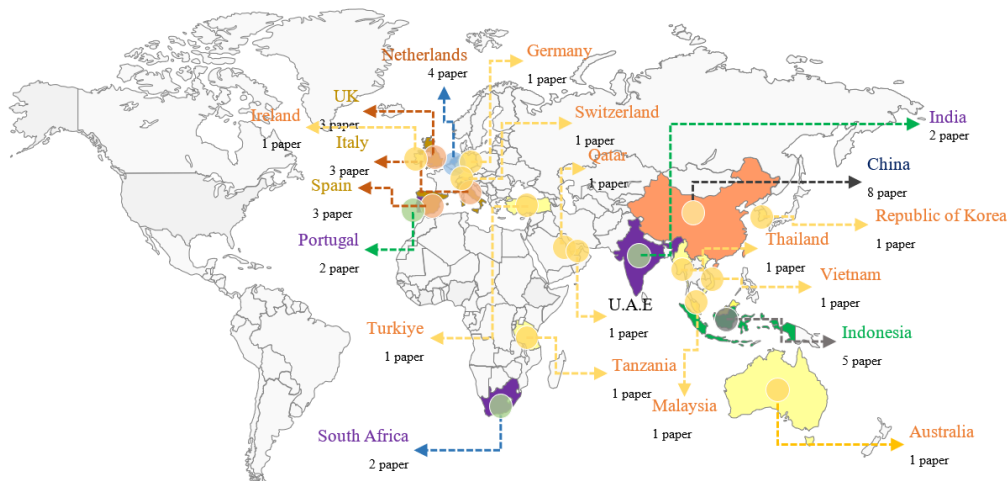 Netherlands
4 paper
Germany
1 paper
UK
3 paper
Ireland
1 paper
Switzerland
1 paper
India
2 paper
Italy
3 paper
Qatar
1 paper
China
8 paper
Spain
3 paper
Republic of Korea
1 paper
Portugal
2 paper
Thailand
1 paper
Vietnam
1 paper
U.A.E
1 paper
Turkiye
1 paper
Indonesia
5 paper
Tanzania
1 paper
Malaysia
1 paper
South Africa
2 paper
Australia
1 paper